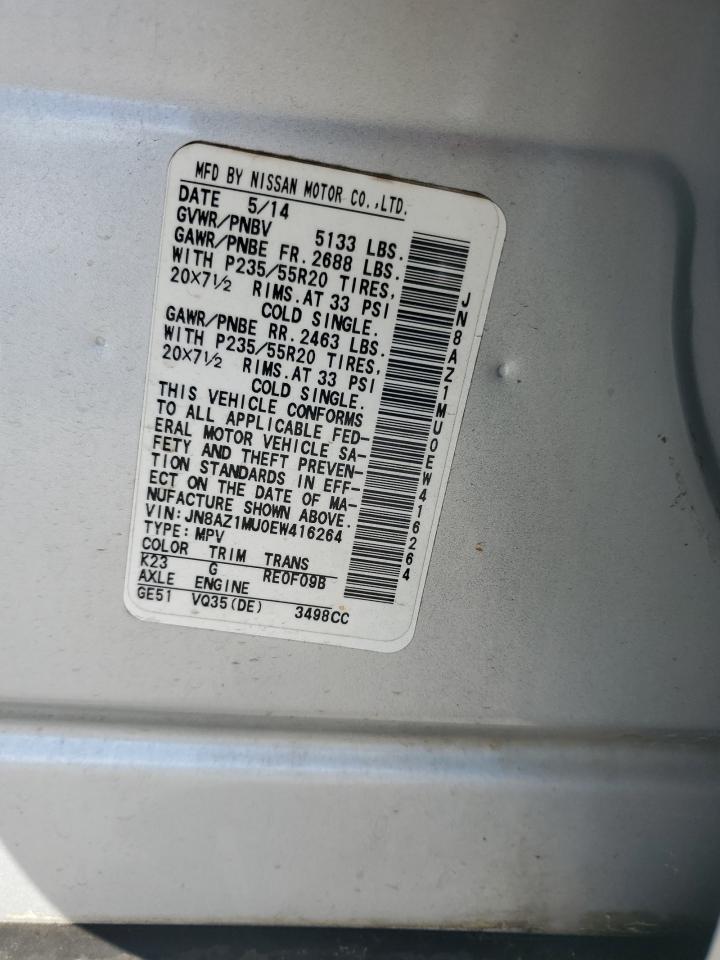 MFD BY NISSAN MOTOR CO.,LTD.
DATE 5/14
GVWR/PNBV 5133 LBS.
GAWR/PNBE FR. 2688 LBS.
WITH P235/55R20 TIRES,
20X7½ RIMS.AT 33 PSI
COLD SINGLE.
GAWR/PNBE RR. 2463 LBS.
WITH P235/55R20 TIRES,
20X7½ RIMS.AT 33 PSI
COLD SINGLE.
THIS VEHICLE CONFORMS
TO ALL APPLICABLE FED-
ERAL MOTOR VEHICLE SA-
FETY AND THEFT PREVEN-
TION STANDARDS IN EFF-
ECT ON THE DATE OF MA-
NUFACTURE SHOWN ABOVE.
VIN:JN8AZ1MU0EW416264
TYPE:MPV
COLOR TRIM TRANS
K23 G RE0F09B
AXLE ENGINE
GE51 VQ35(DE) 3498CC
JN8AZ1MU0EW416264